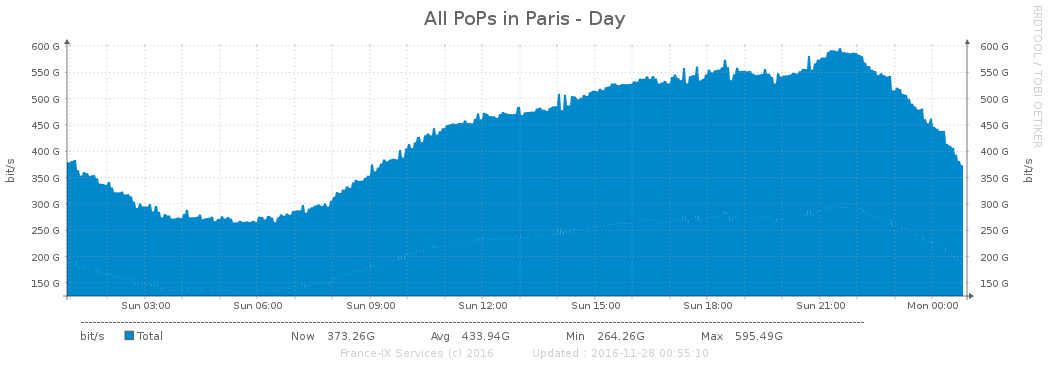 All PoPs in Paris - Day
RRDTOOL / TOBI OETIKER
600 G 600 G
550 G 550 G
500 G 500 G
450 G 450 G
400 G 400 G
350 G 350 G
300 G 300 G
250 G 250 G
200 G 200 G
150 G 150 G
bit/s bit/s
Sun 03:00 Sun 06:00 Sun 09:00 Sun 12:00 Sun 15:00 Sun 18:00 Sun 21:00 Mon 00:00
bit/s Total Now 373.26G Avg 433.94G Min 264.26G Max 595.49G
France-IX Services (c) 2016 Updated : 2016-11-28 00:55:10